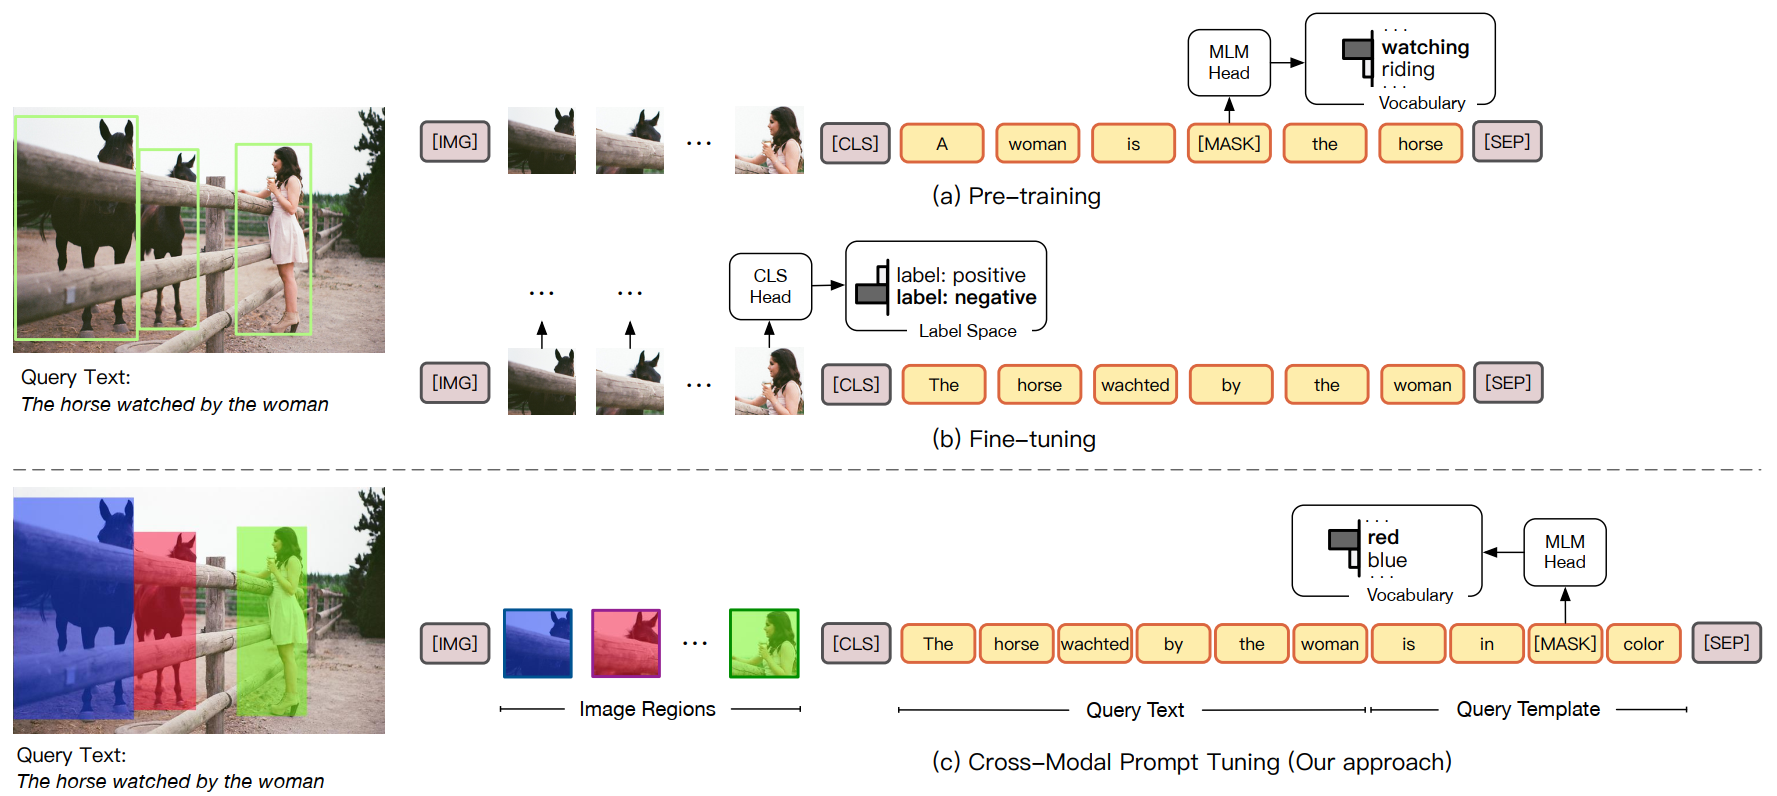 MLM
Head
...
watching
riding
...
Vocabulary
[IMG]
...
[CLS]
A
woman
is
[MASK]
the
horse
[SEP]
(a) Pre-training
Query Text:
The horse watched by the woman
...
...
CLS
Head
label: positive
label: negative
Label Space
[IMG]
...
[CLS]
The
horse
wachted
by
the
woman
[SEP]
(b) Fine-tuning
...
red
blue
...
Vocabulary
MLM
Head
[IMG]
...
[CLS]
The
horse
wachted
by
the
woman
is
in
[MASK]
color
[SEP]
Image Regions
Query Text
Query Template
Query Text:
The horse watched by the woman
(c) Cross-Modal Prompt Tuning (Our approach)